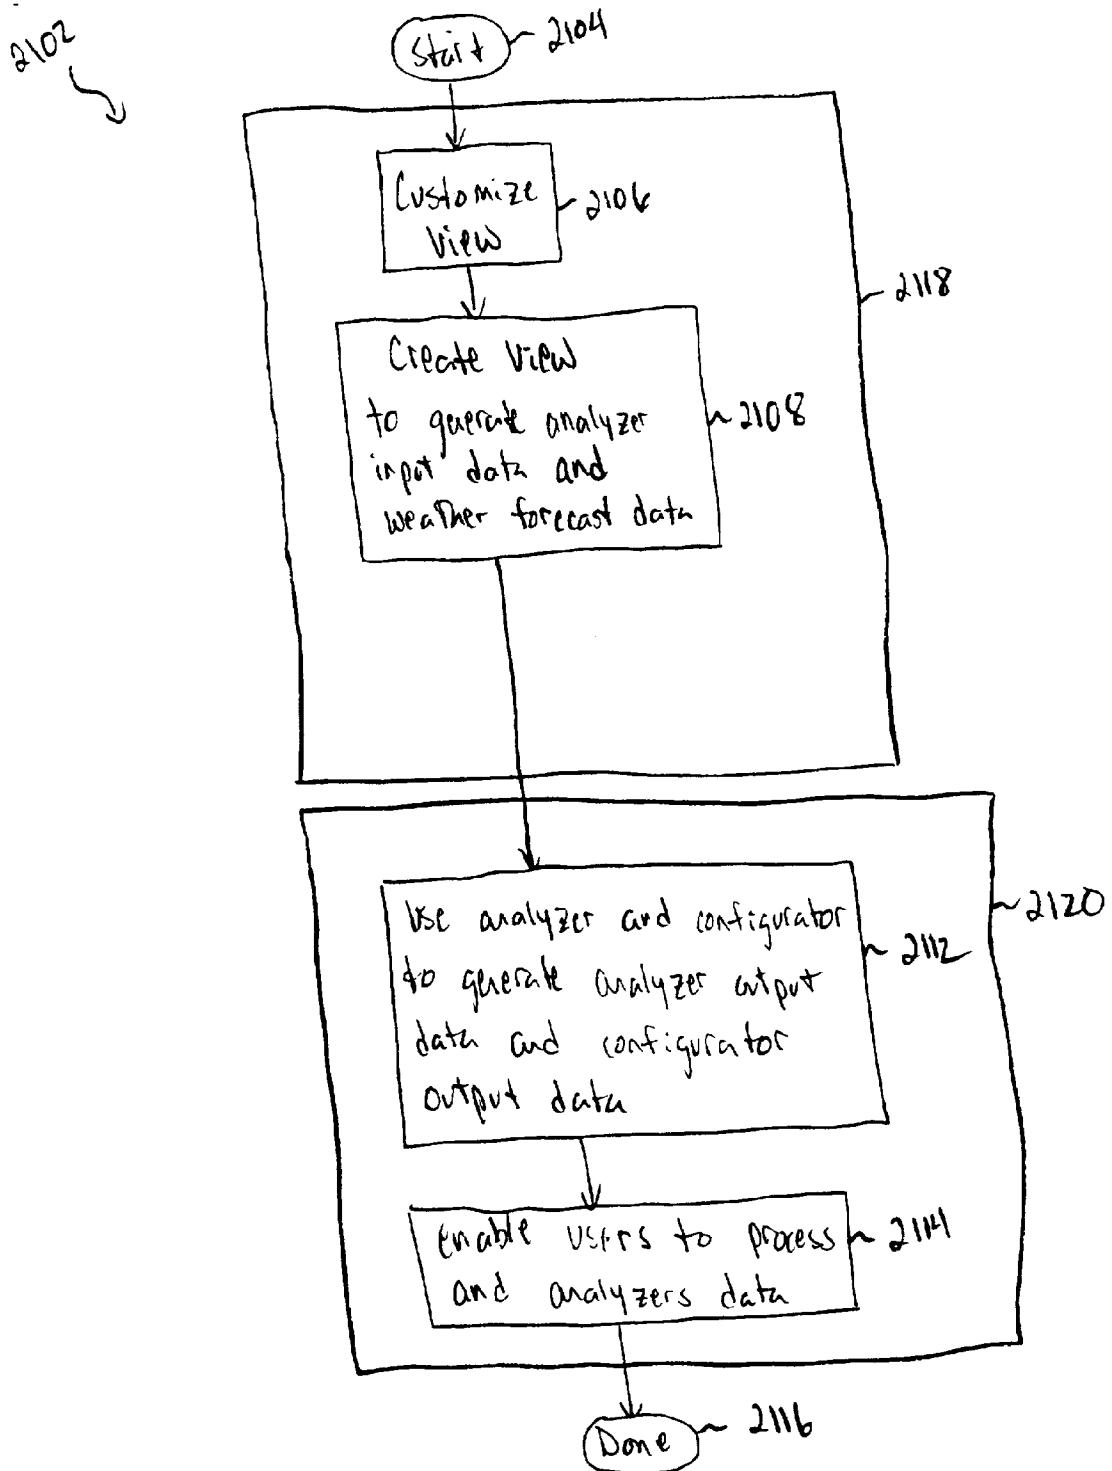 2102
Start
2104
Customize
View
2106
2118
Create View
to generate analyzer
input data and
weather forecast data
2108
2120
Use analyzer and configurator
to generate analyzer output
data and configurator
output data
2112
Enable users to process
and analyzers data
2114
Done
2116